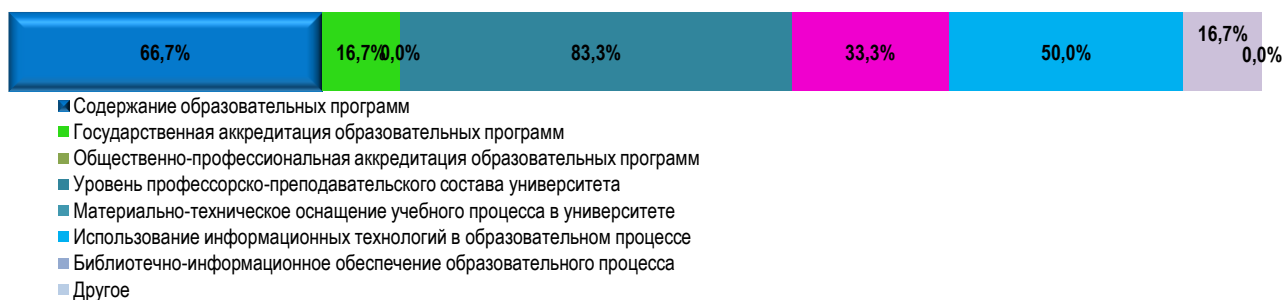 66,7% 16,7% 0,0% 83,3% 33,3% 50,0% 16,7% 0,0%
Содержание образовательных программ
Государственная аккредитация образовательных программ
Общественно-профессиональная аккредитация образовательных программ
Уровень профессорско-преподавательского состава университета
Материально-техническое оснащение учебного процесса в университете
Использование информационных технологий в образовательном процессе
Библиотечно-информационное обеспечение образовательного процесса
Другое